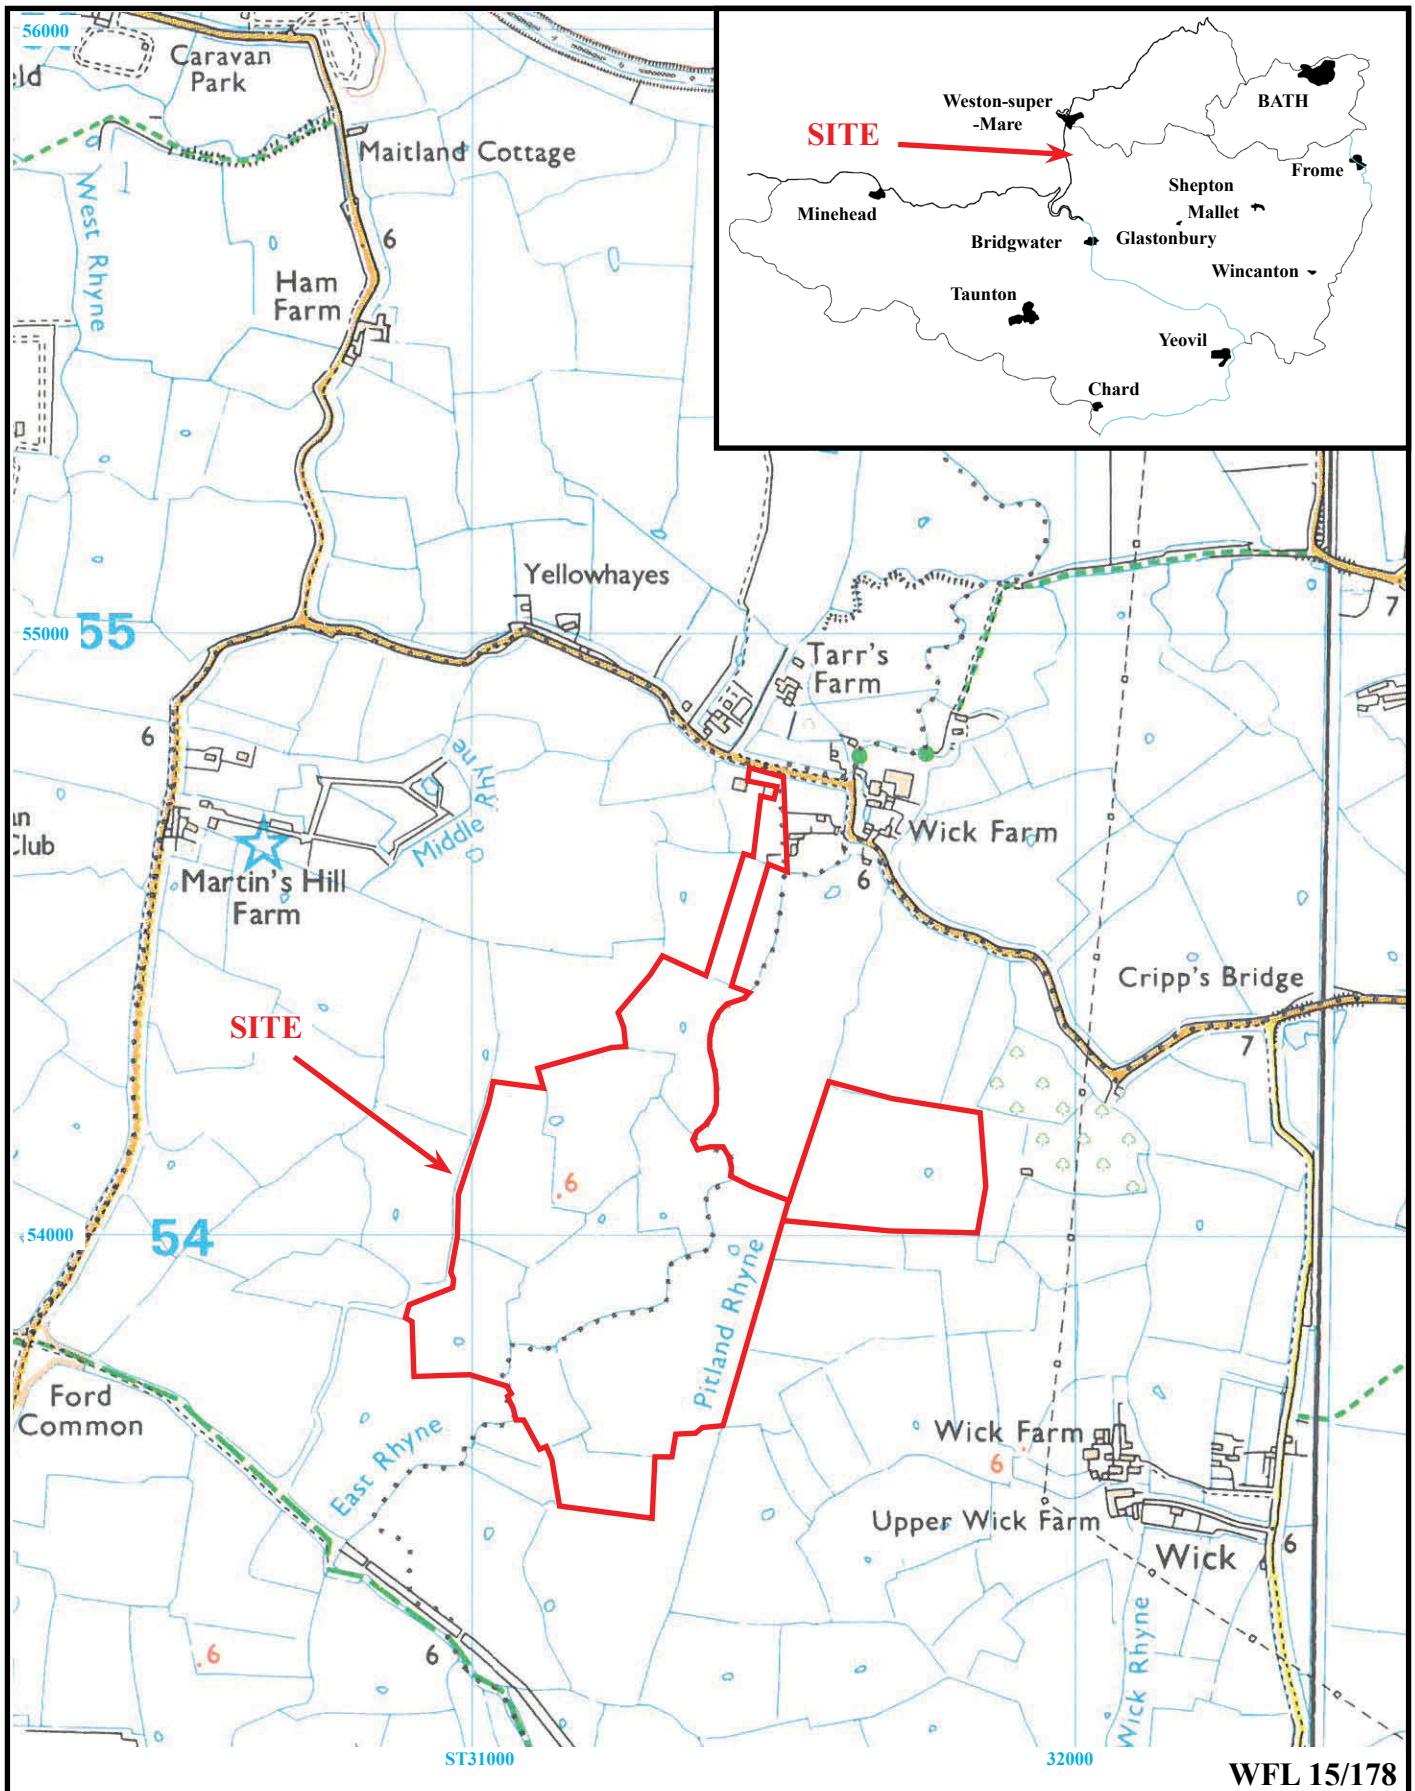 56000
Caravan
Park
eld
Maitland Cottage
West Rhyne
6
Ham
Farm
Weston-super
-Mare
BATH
SITE
Frome
Shepton
Mallet
Minehead
Glastonbury
Bridgwater
Wincanton
Taunton
Yeovil
Chard
Yellowhayes
7
55000
55
Tarr's
Farm
6
Middle Rhyne
an
Club
Wick Farm
6
Martin's Hill
Farm
Cripp's Bridge
SITE
7
6
54000
54
Pitland Rhyne
Ford
Common
East Rhyne
Wick Farm
6
Upper Wick Farm
Wick
6
Wick Rhyne
6
6
ST31000
32000
WFL 15/178